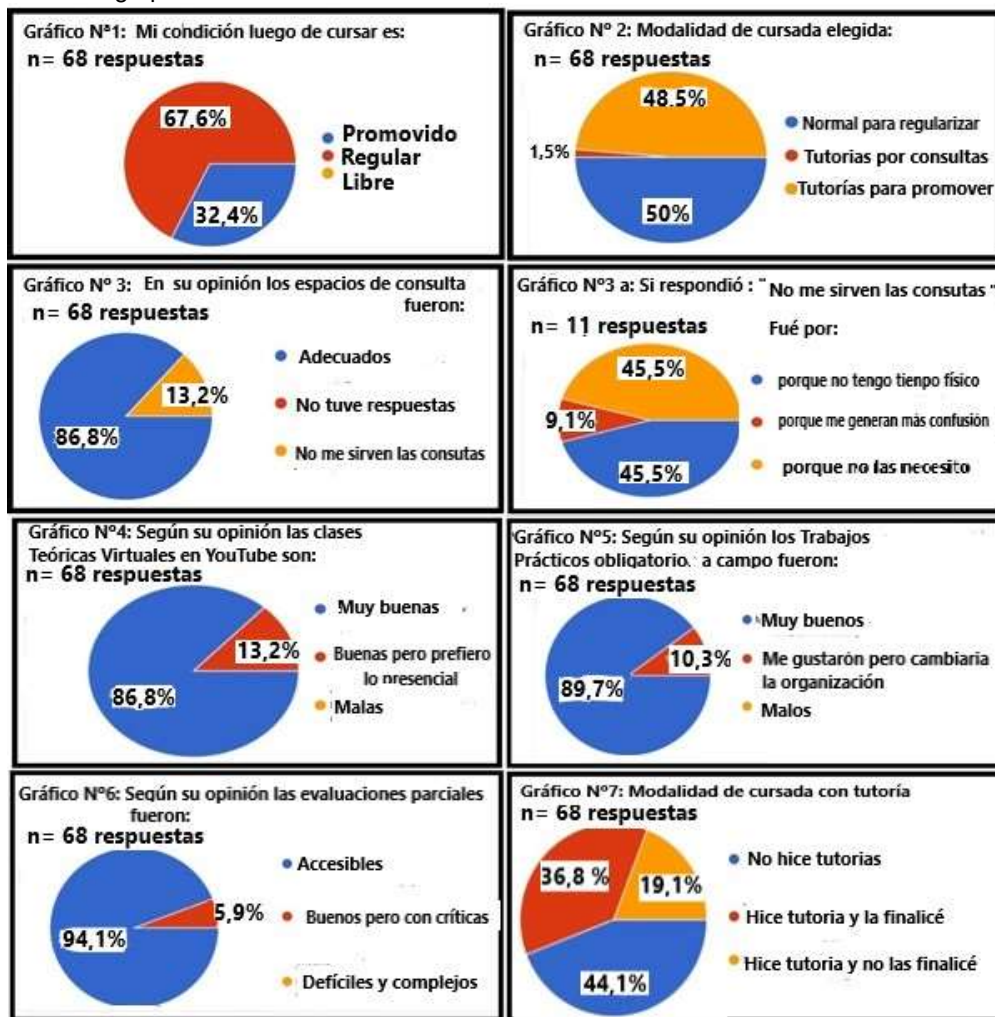 Gráfico Nª1: Mi condición luego de cursar es:
n= 68 respuestas
67,6%
32,4%
Promovido
Regular
Libre
Gráfico Nº 2: Modalidad de cursada elegida:
n= 68 respuestas
48.5%
1,5%
50%
Normal para regularizar
Tutorias por consultas
Tutorías para promover
Gráfico Nº 3: En su opinión los espacios de consulta
fueron:
n= 68 respuestas
13,2%
86,8%
Adecuados
No tuve respuestas
No me sirven las consutas
Gráfico Nº3 a: Si respondió : " No me sirven las consutas "
n= 11 respuestas
Fué por:
45,5%
9,1%
45,5%
porque no tengo tienpo físico
porque me generan más confusión
porque no las necesito
Gráfico Nº4: Según su opinión las clases
Teóricas Virtuales en YouTube son:
n= 68 respuestas
13,2%
86,8%
Muy buenas
Buenas pero prefiero
lo presencial
Malas
Gráfico Nº5: Según su opinión los Trabajos
Prácticos obligatorio. a campo fueron:
n= 68 respuestas
10,3%
89,7%
Muy buenos
Me gustarón pero cambiaria
la organización
Malos
Gráfico Nº6: Según su opinión las evaluaciones parciales
fueron:
n= 68 respuestas
5,9%
94,1%
Accesibles
Buenos pero con críticas
Defíciles y complejos
Gráfico Nº7: Modalidad de cursada con tutoría
n= 68 respuestas
36,8 %
19,1%
44,1%
No hice tutorias
Hice tutoria y la finalicé
Hice tutoria y no las finalicé